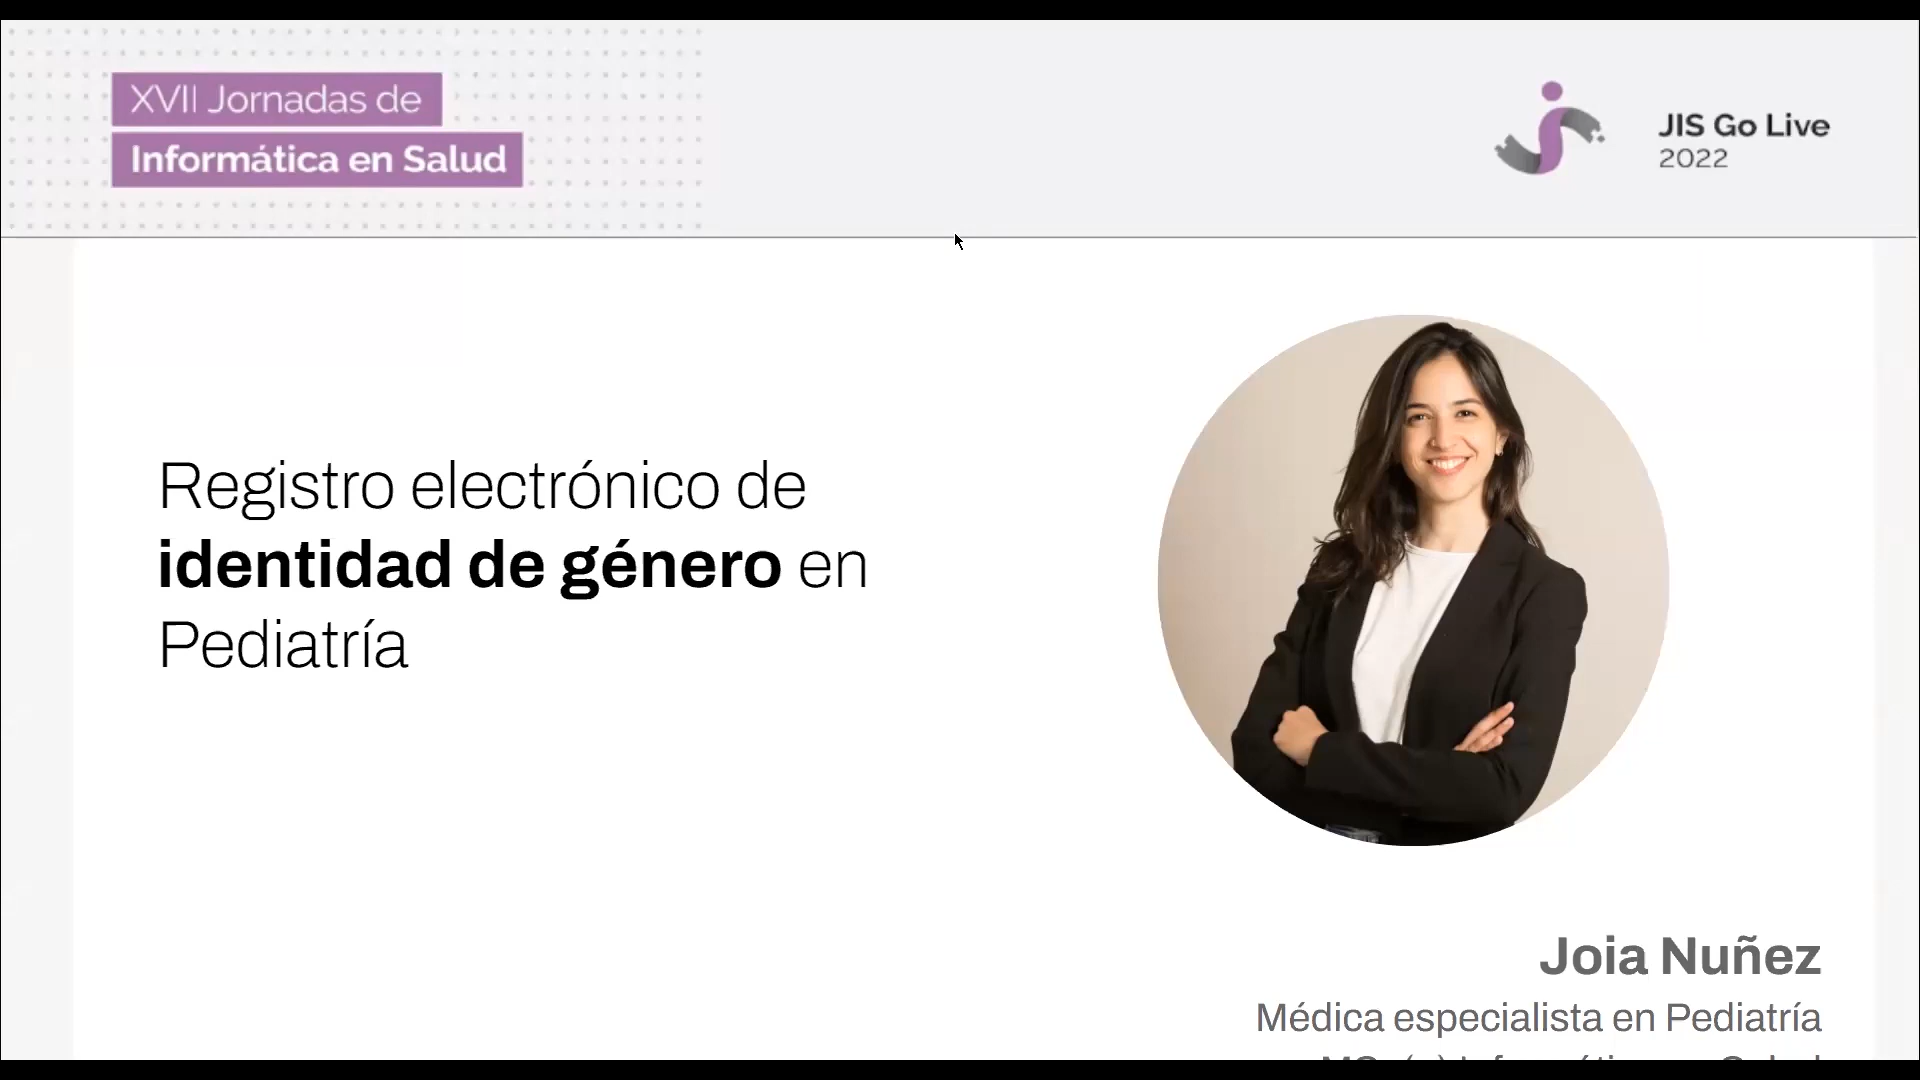 XVII Jornadas de
Informática en Salud
JIS Go Live
2022
Registro electrónico de
identidad de género en
Pediatría
Joia Nuñez
Médica especialista en Pediatría